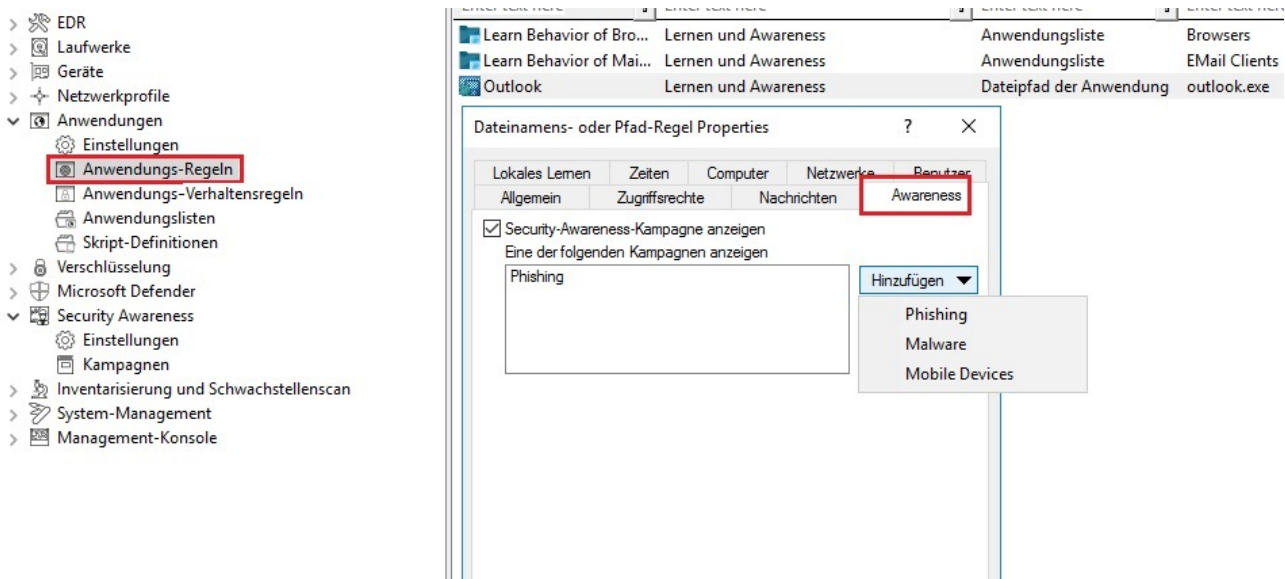 EDR
Laufwerke
Geräte
Netzwerkprofile
Anwendungen
Einstellungen
Anwendungs-Regeln
Anwendungs-Verhaltensregeln
Anwendungslisten
Skript-Definitionen
Verschlüsselung
Microsoft Defender
Security Awareness
Einstellungen
Kampagnen
Inventarisierung und Schwachstellenscan
System-Management
Management-Konsole
Learn Behavior of Bro... Lernen und Awareness Anwendungsliste Browsers
Learn Behavior of Mai... Lernen und Awareness Anwendungsliste EMail Clients
Outlook Lernen und Awareness Dateipfad der Anwendung outlook.exe
Dateinamens- oder Pfad-Regel Properties ?
Lokales Lernen Zeiten Computer Netzwerke Benutzer
Allgemein Zugriffsrechte Nachrichten Awareness
Security-Awareness-Kampagne anzeigen
Eine der folgenden Kampagnen anzeigen
Phishing
Hinzufügen
Phishing
Malware
Mobile Devices